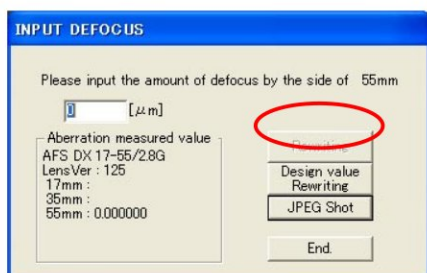 INPUT DEFOCUS
Please input the amount of defocus by the side of 55mm
0 [μm]
Aberration measured value
AFS DX 17-55/2.8G
LensVer : 125
17mm :
35mm :
55mm : 0.000000
Rewriting
Design value
Rewriting
JPEG Shot
End.